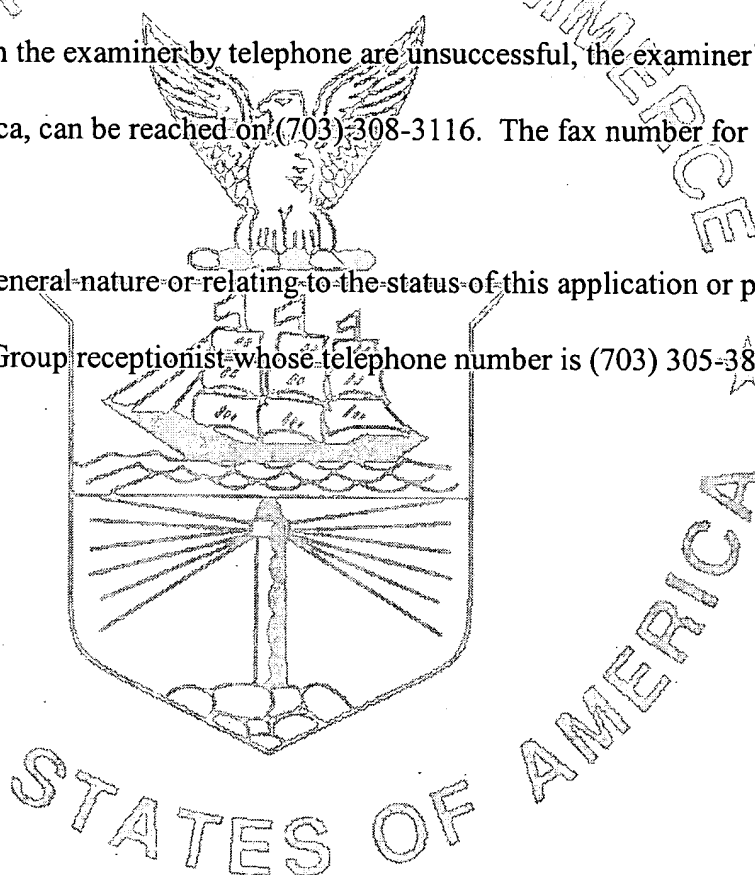 MMERCE
n the examiner by telephone are unsuccessful, the examiner'
ca, can be reached on (703) 308-3116. The fax number for
eneral nature or relating to the status of this application or p
Group receptionist whose telephone number is (703) 305-38
STATES OF AMERICA